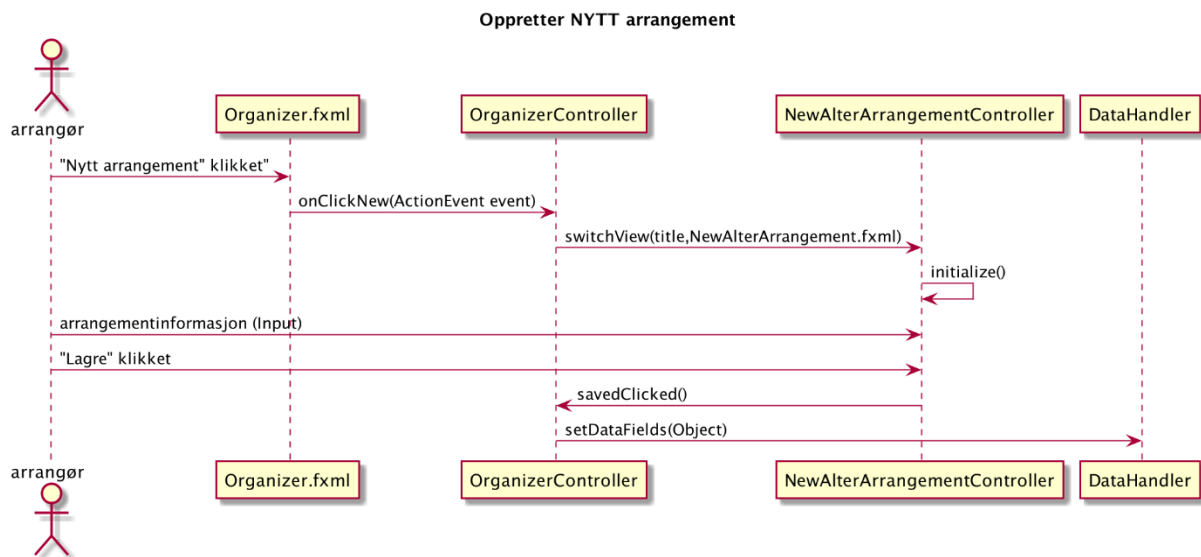 Oppretter NYTT arrangement
arrangør
Organizer.fxml
OrganizerController
NewAlterArrangementController
DataHandler
"Nytt arrangement" klikket"
onClickNew(ActionEvent event)
switchView(title,NewAlterArrangement.fxml)
initialize()
arrangementinformasjon (Input)
"Lagre" klikket
savedClicked()
setDataFields(Object)
arrangør
Organizer.fxml
OrganizerController
NewAlterArrangementController
DataHandler